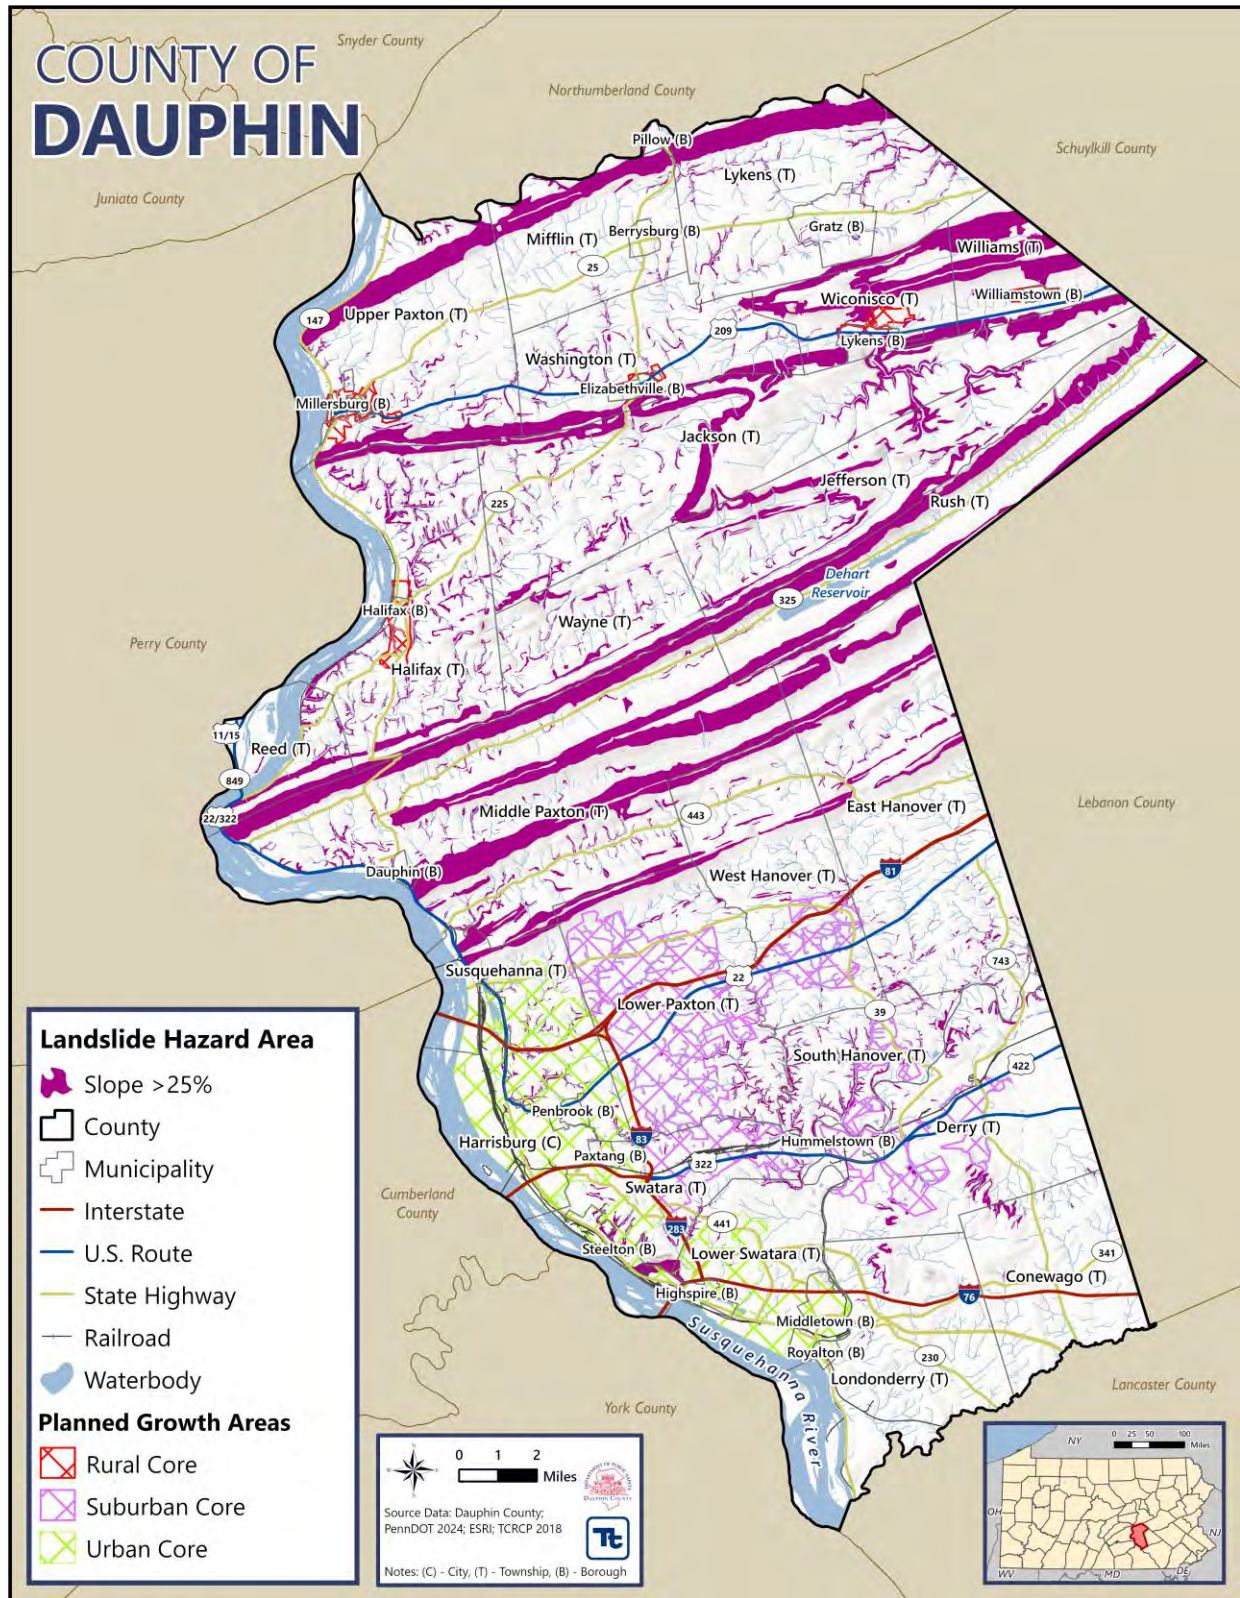 COUNTY OF
DAUPHIN
Snyder County
Northumberland County
Schuylkill County
Juniata County
Perry County
Lebanon County
Cumberland
County
York County
Lancaster County
Pillow (B)
Lykens (T)
Mifflin (T)
Berrysburg (B)
Gratz (B)
25
Williams (T)
Wiconisco (T)
Williamstown (B)
147
Upper Paxton (T)
209
Lykens (B)
Washington (T)
Elizabethville (B)
Millersburg (B)
Jackson (T)
Jefferson (T)
225
Rush (T)
Dehart
Reservoir
325
Halifax (B)
Wayne (T)
Halifax (T)
11/15
Reed (T)
849
22/322
Middle Paxton (T)
443
East Hanover (T)
Dauphin (B)
West Hanover (T)
81
Susquehanna (T)
22
743
Lower Paxton (T)
39
South Hanover (T)
422
Penbrook (B)
Harrisburg (C)
83
Hummelstown (B)
Derry (T)
Paxtang (B)
322
Swatara (T)
441
283
Steelton (B)
Lower Swatara (T)
341
Conewago (T)
Highspire (B)
76
Middletown (B)
Royalton (B)
230
Londonderry (T)
Susquehanna River
Landslide Hazard Area
Slope >25%
County
Municipality
Interstate
U.S. Route
State Highway
Railroad
Waterbody
Planned Growth Areas
Rural Core
Suburban Core
Urban Core
0 1 2
Miles
Source Data: Dauphin County;
PennDOT 2024; ESRI; TCRCP 2018
DEPARTMENT OF PUBLIC SAFETY
DAUPHIN COUNTY
Tt
Notes: (C) - City, (T) - Township, (B) - Borough
0 25 50 100
Miles
NY
OH
NJ
WV
MD
DE